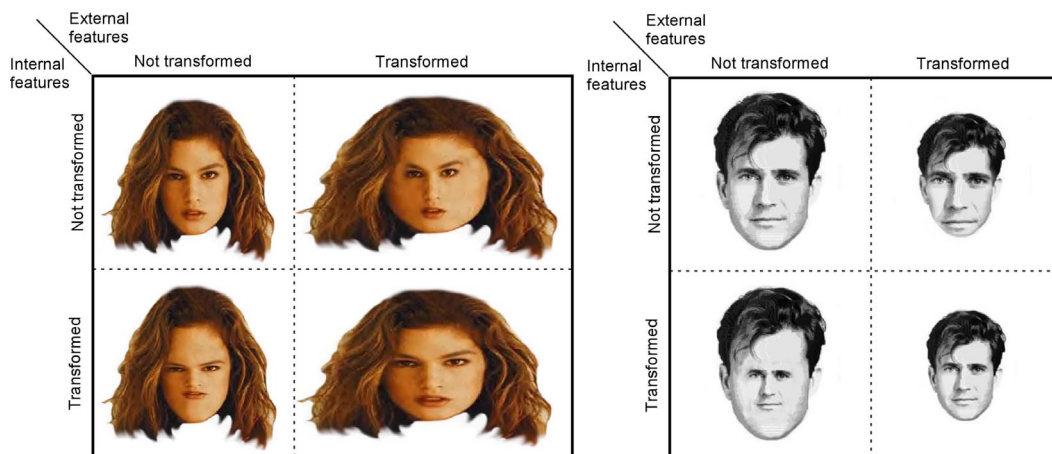 External
features
Internal
features
Not transformed
Transformed
Not transformed
Transformed
External
features
Internal
features
Not transformed
Transformed
Not transformed
Transformed